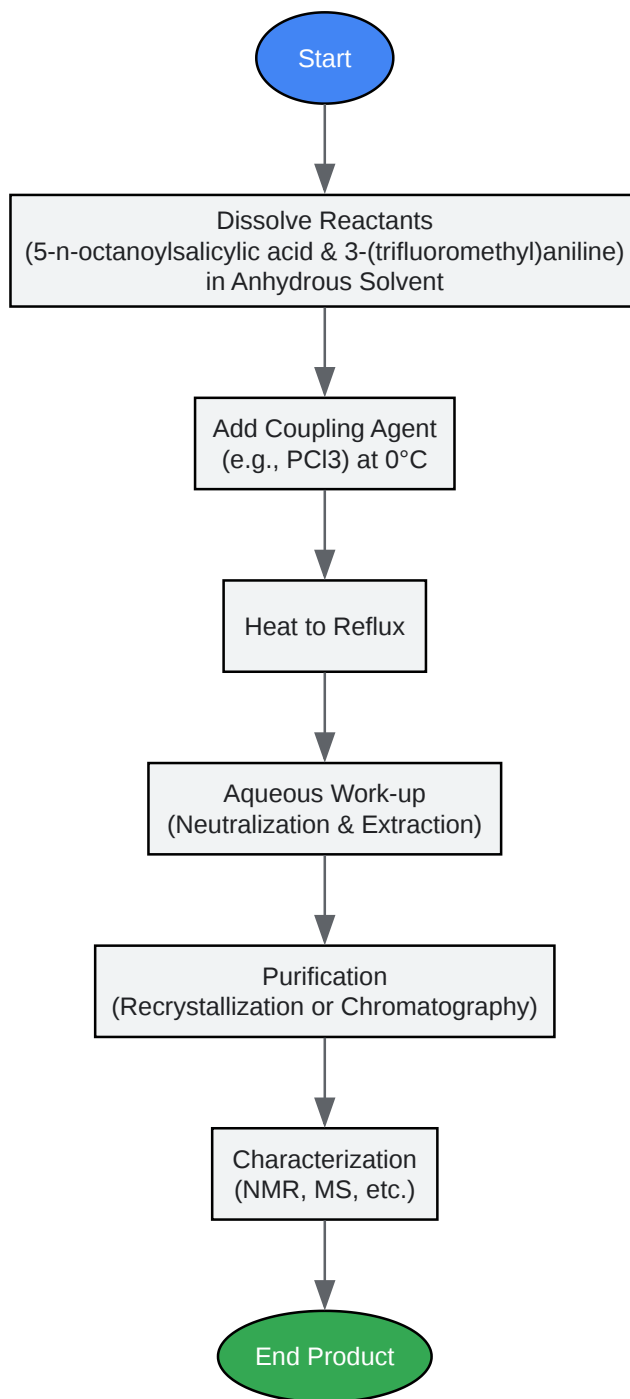 Start
Dissolve Reactants
(5-n-octanoylsalicylic acid & 3-(trifluoromethyl)aniline)
in Anhydrous Solvent
Add Coupling Agent
(e.g., PCl3) at 0°C
Heat to Reflux
Aqueous Work-up
(Neutralization & Extraction)
Purification
(Recrystallization or Chromatography)
Characterization
(NMR, MS, etc.)
End Product